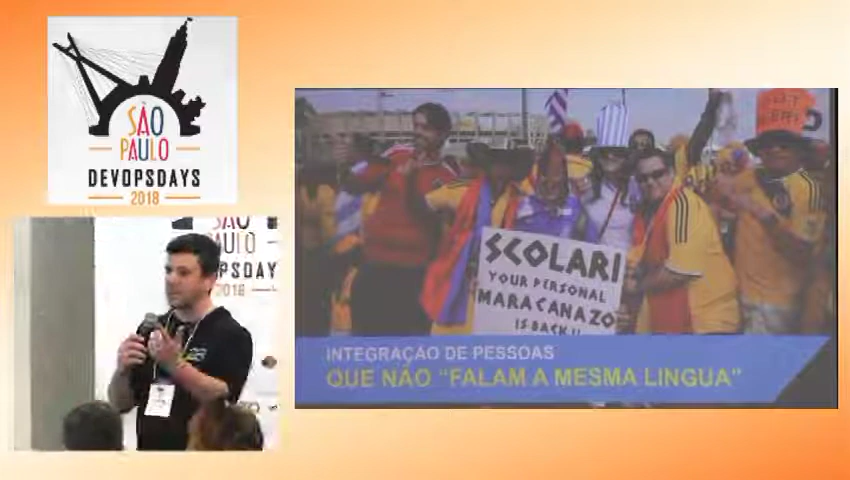 SÃO
PAULO
DEVOPSDAYS
2018
SÃO
PAULO
OPSDAY
2018
SCOLARI
YOUR PERSONAL
MARACANAZO
IS BACK!!
INTEGRAÇÃO DE PESSOAS
QUE NÃO "FALAM A MESMA LINGUA"